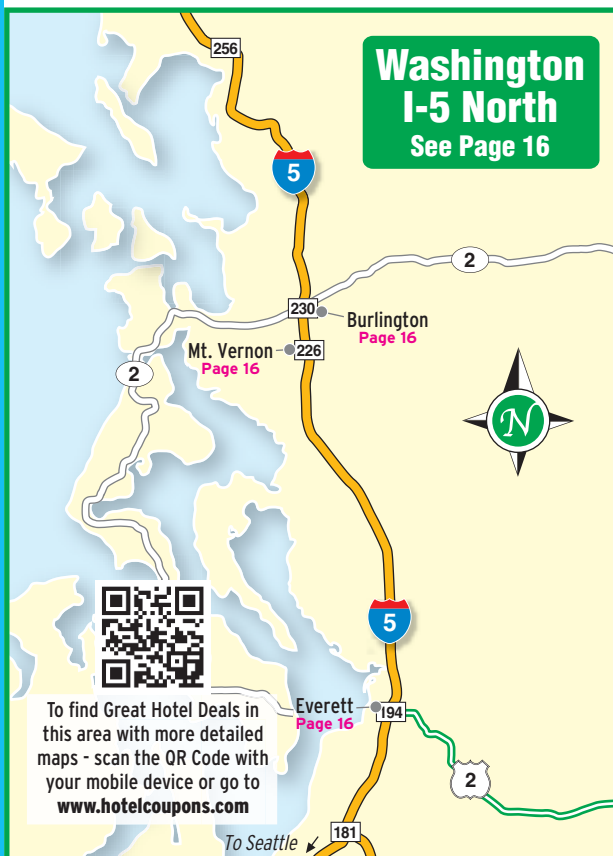 256
Washington
I-5 North
See Page 16
5
2
230
Burlington
Page 16
Mt. Vernon
Page 16
226
2
N
5
To find Great Hotel Deals in
this area with more detailed
maps - scan the QR Code with
your mobile device or go to
www.hotelcoupons.com
Everett
Page 16
194
2
181
To Seattle